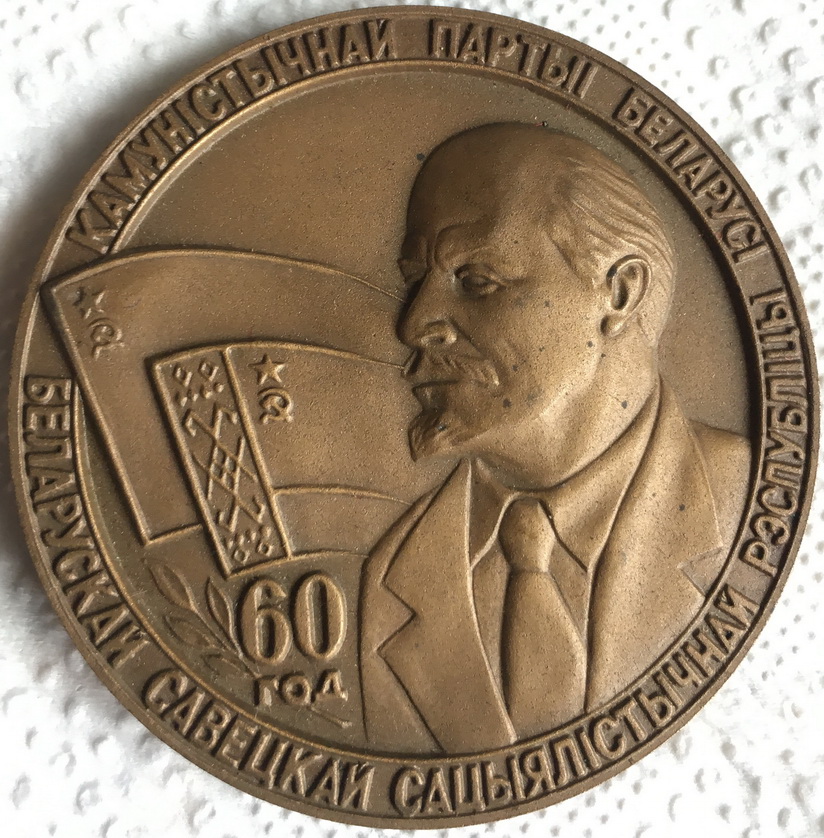 КАМУНІСТЫЧНАЙ ПАРТЫІ БЕЛАРУСІ
БЕЛАРУСКАЙ САВЕЦКАЙ САЦЫЯЛІСТЫЧНАЙ РЭСПУБЛІЦЫ
60
ГОД